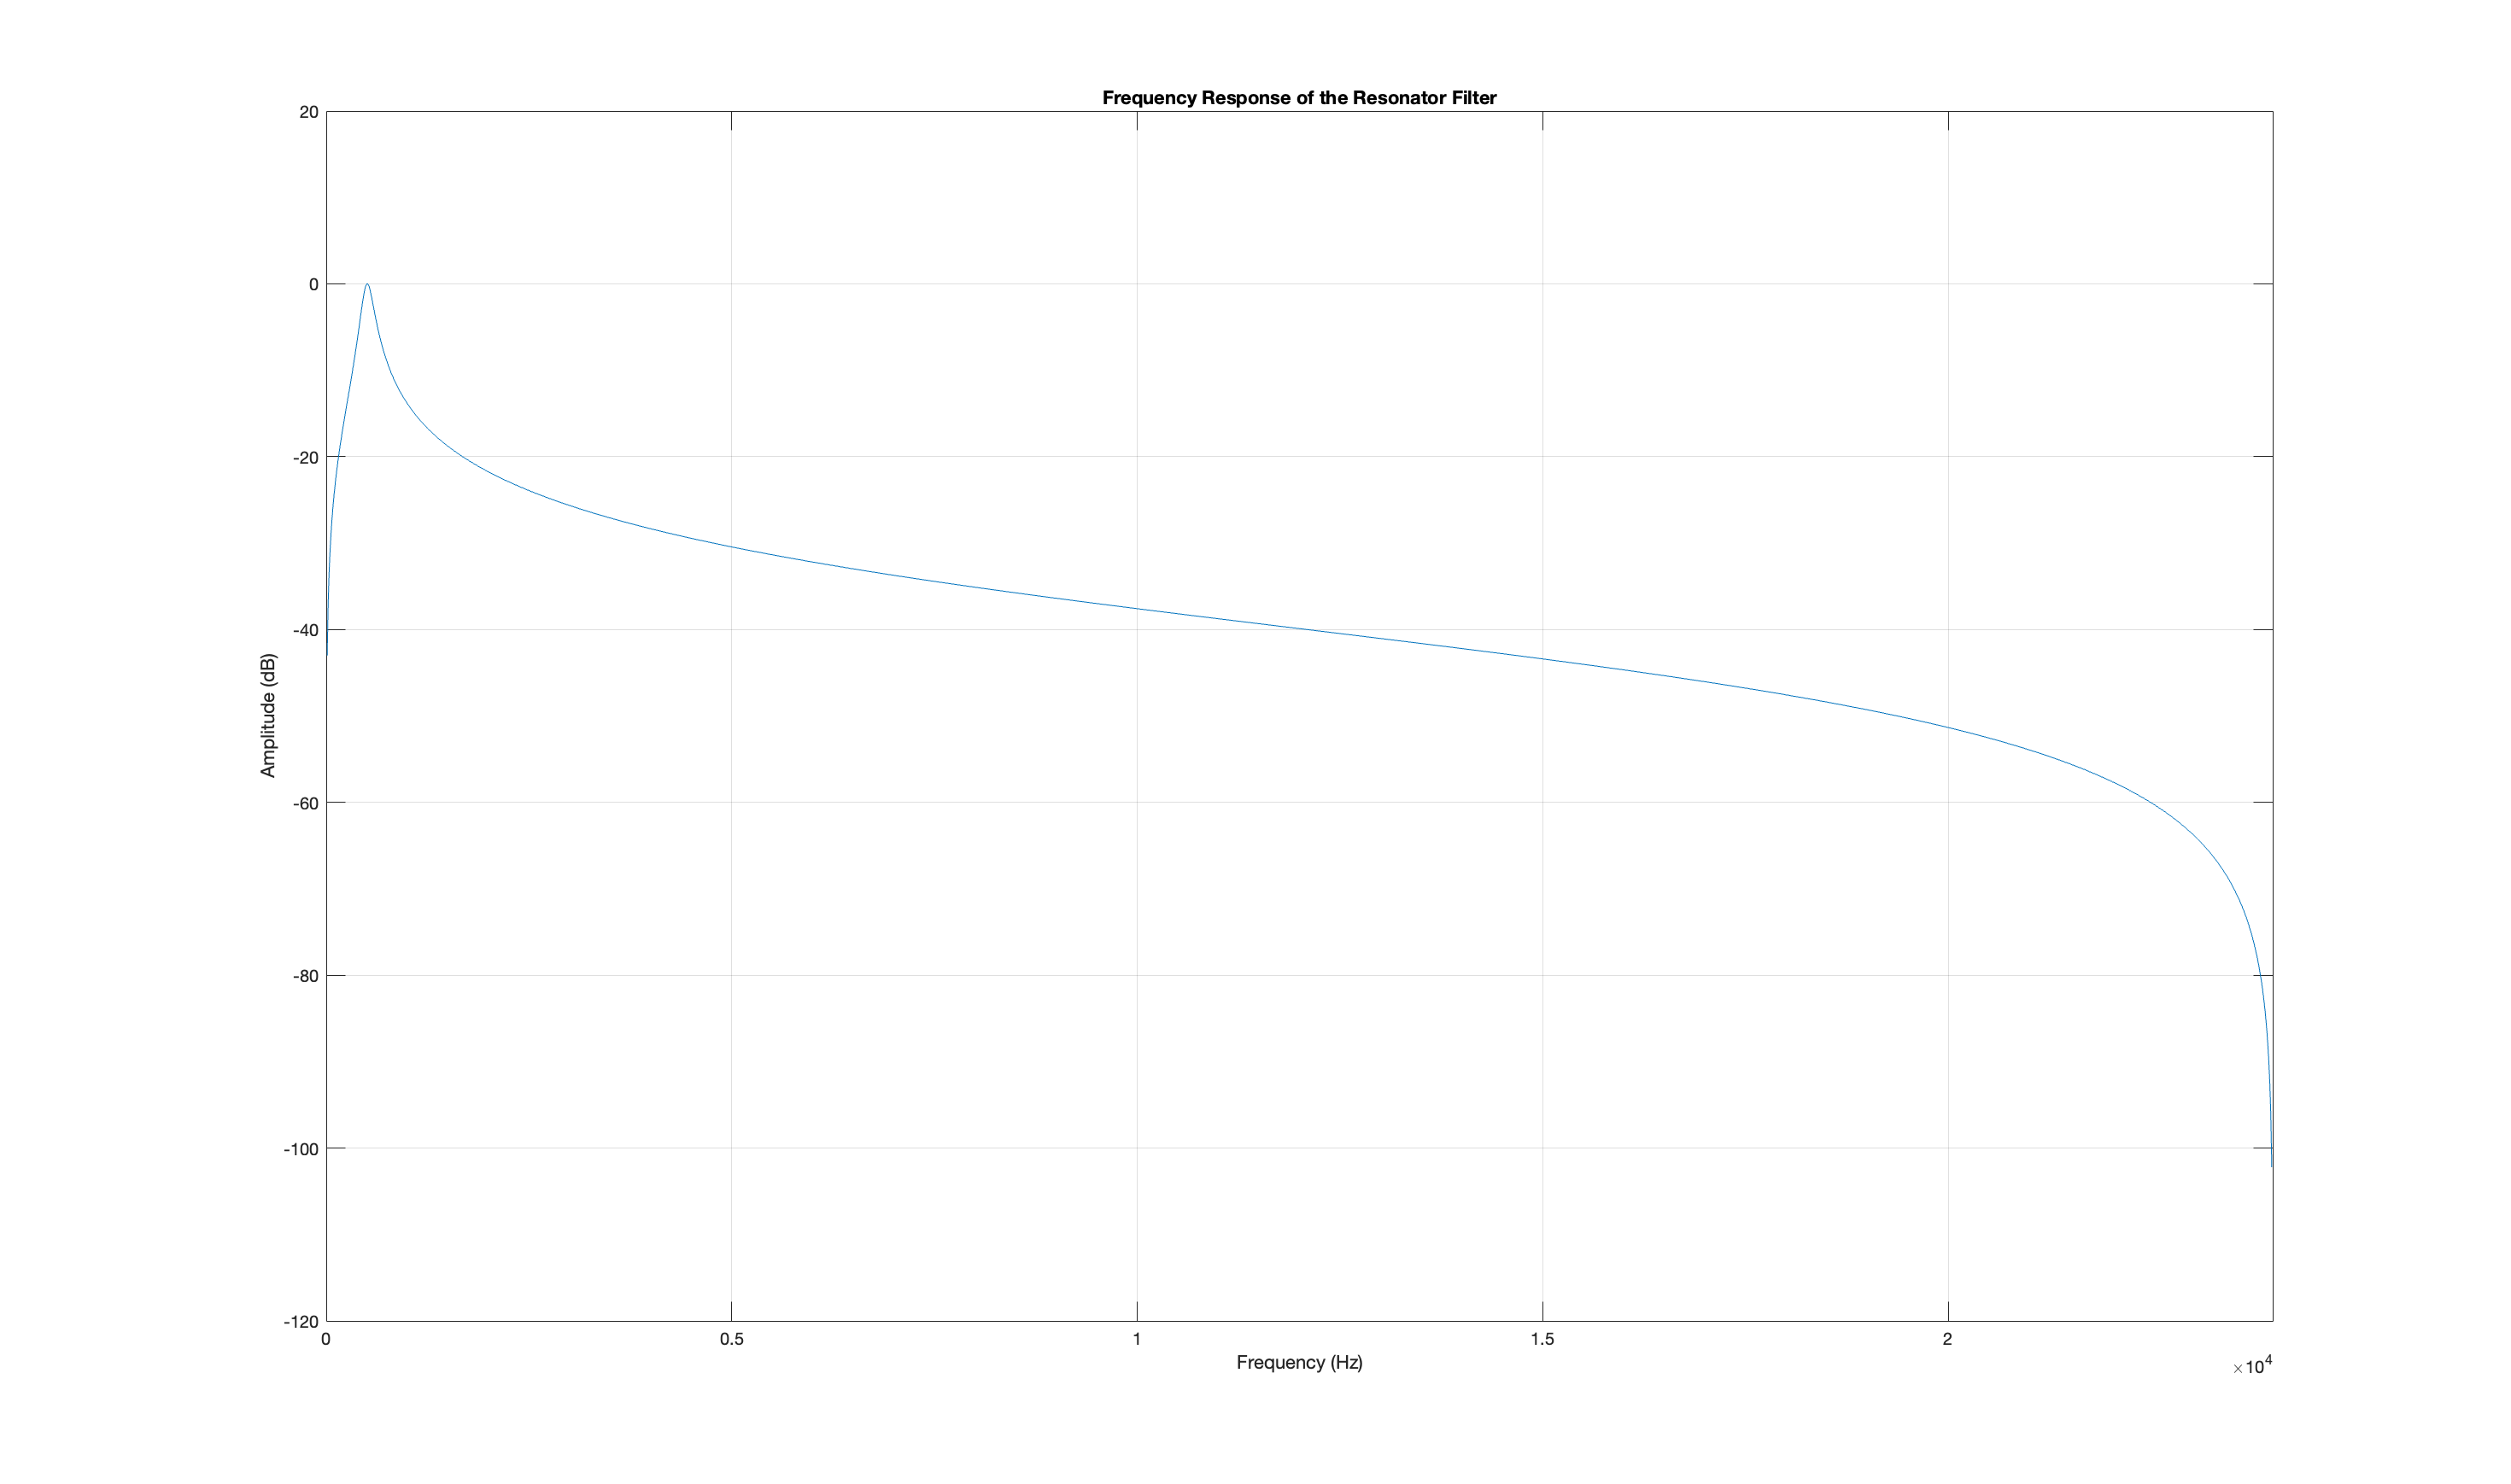 Frequency Response of the Resonator Filter
20
0
-20
-40
-60
-80
-100
-120
Amplitude (dB)
0 0.5 1 1.5 2
Frequency (Hz)
×10⁴